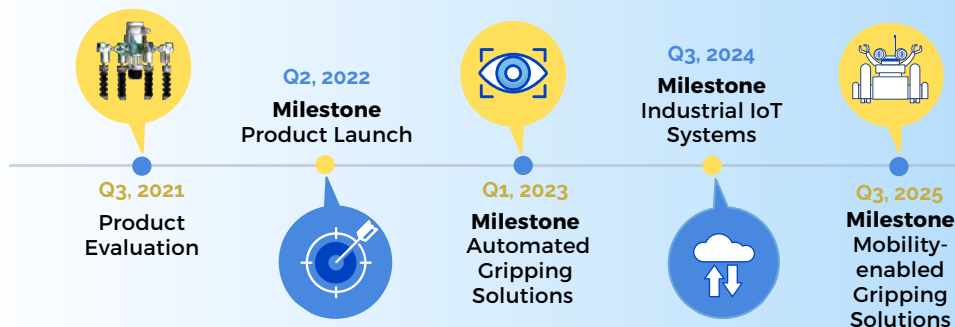 Q3, 2021
Product
Evaluation
Q2, 2022
Milestone
Product Launch
Q1, 2023
Milestone
Automated
Gripping
Solutions
Q3, 2024
Milestone
Industrial IoT
Systems
Q3, 2025
Milestone
Mobility-
enabled
Gripping
Solutions